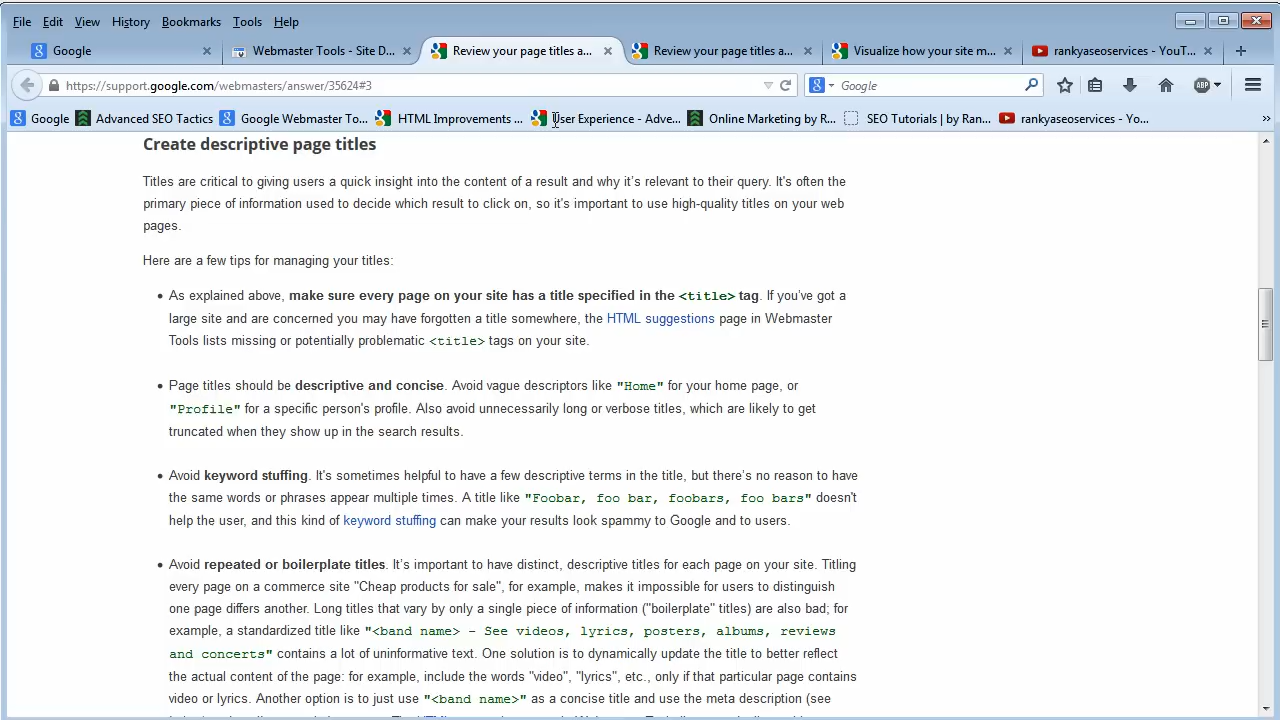 File Edit View History Bookmarks Tools Help
Google Webmaster Tools - Site D... Review your page titles a... Review your page titles a... Visualize how your site m... rankyaseoservices - YouT...
https://support.google.com/webmasters/answer/35624#3 Google ABP
Google Advanced SEO Tactics Google Webmaster To... HTML Improvements ... User Experience - Adve... Online Marketing by R... SEO Tutorials | by Ran... rankyaseoservices - Yo...
Create descriptive page titles
Titles are critical to giving users a quick insight into the content of a result and why it's relevant to their query. It's often the
primary piece of information used to decide which result to click on, so it's important to use high-quality titles on your web
pages.
Here are a few tips for managing your titles:
• As explained above, make sure every page on your site has a title specified in the <title> tag. If you've got a
large site and are concerned you may have forgotten a title somewhere, the HTML suggestions page in Webmaster
Tools lists missing or potentially problematic <title> tags on your site.
• Page titles should be descriptive and concise. Avoid vague descriptors like "Home" for your home page, or
"Profile" for a specific person's profile. Also avoid unnecessarily long or verbose titles, which are likely to get
truncated when they show up in the search results.
• Avoid keyword stuffing. It's sometimes helpful to have a few descriptive terms in the title, but there's no reason to have
the same words or phrases appear multiple times. A title like "Foobar, foo bar, foobars, foo bars" doesn't
help the user, and this kind of keyword stuffing can make your results look spammy to Google and to users.
• Avoid repeated or boilerplate titles. It's important to have distinct, descriptive titles for each page on your site. Titling
every page on a commerce site "Cheap products for sale", for example, makes it impossible for users to distinguish
one page differs another. Long titles that vary by only a single piece of information ("boilerplate" titles) are also bad; for
example, a standardized title like "<band name> - See videos, lyrics, posters, albums, reviews
and concerts" contains a lot of uninformative text. One solution is to dynamically update the title to better reflect
the actual content of the page: for example, include the words "video", "lyrics", etc., only if that particular page contains
video or lyrics. Another option is to just use "<band name>" as a concise title and use the meta description (see